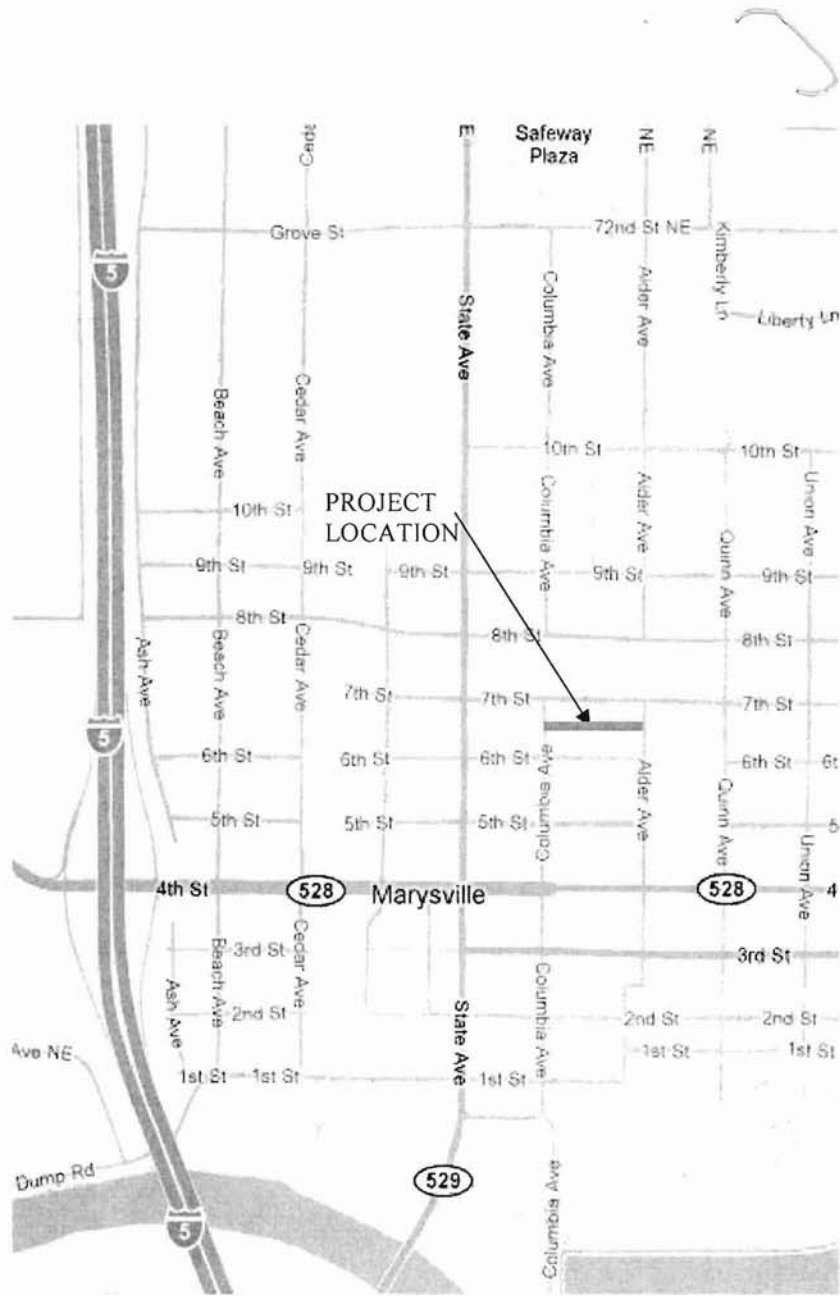 Safeway
Plaza
E
NE
NE
Ceda
Grove St
72nd St NE
5
Kimberly Ln
Liberty Ln
State Ave
Columbia Ave
Alder Ave
Beach Ave
Cedar Ave
10th St
10th St
PROJECT
LOCATION
10th St
Columbia Ave
Alder Ave
Union Ave
Quinn Ave
9th St
9th St
9th St
9th St
9th St
8th St
8th St
8th St
Ash Ave
Beach Ave
Cedar Ave
7th St
7th St
7th St
5
6th St
6th St
6th St
6th St
6t
Columbia Ave
Alder Ave
Quinn Ave
Union Ave
5th St
5th St
5th St
5th St
5
4th St
528
Marysville
528
4
3rd St
3rd St
Ash Ave
Beach Ave
Cedar Ave
State Ave
Columbia Ave
2nd St
2nd St
2nd St
Ave NE
1st St
1st St
1st St
1st St
1st St
Dump Rd
529
Columbia Ave
5